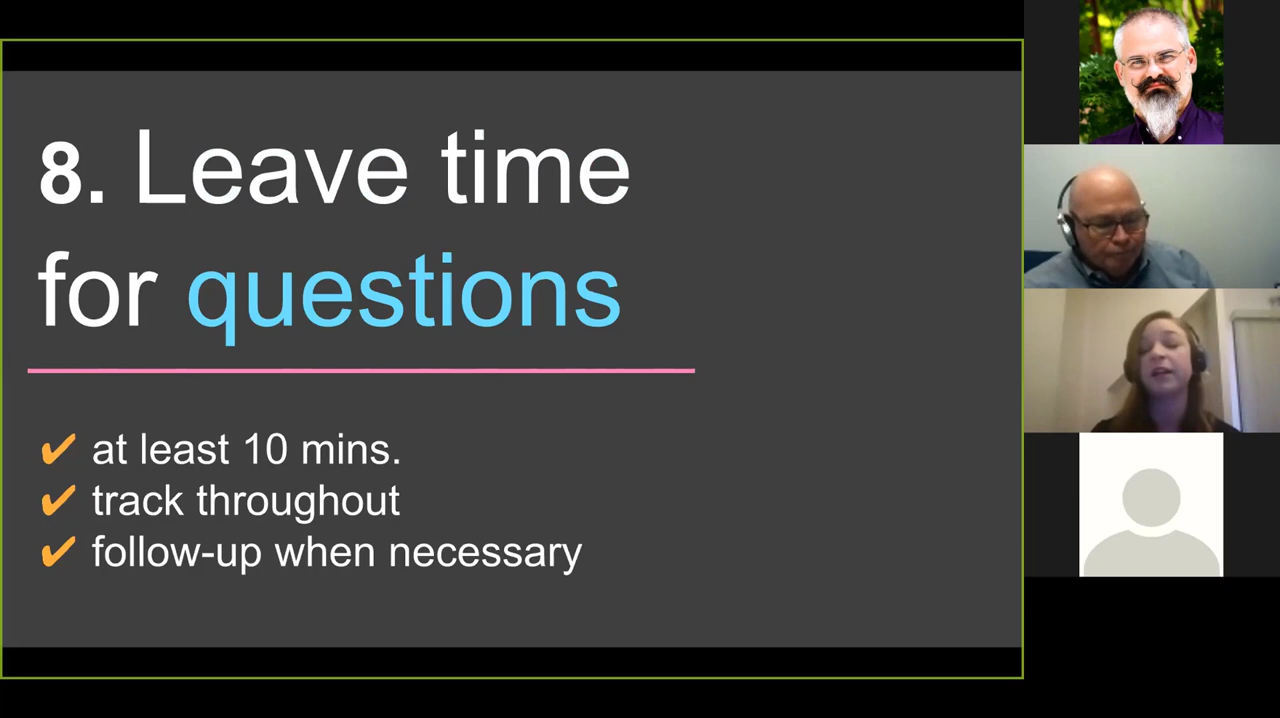 8. Leave time
for questions
✔ at least 10 mins.
✔ track throughout
✔ follow-up when necessary